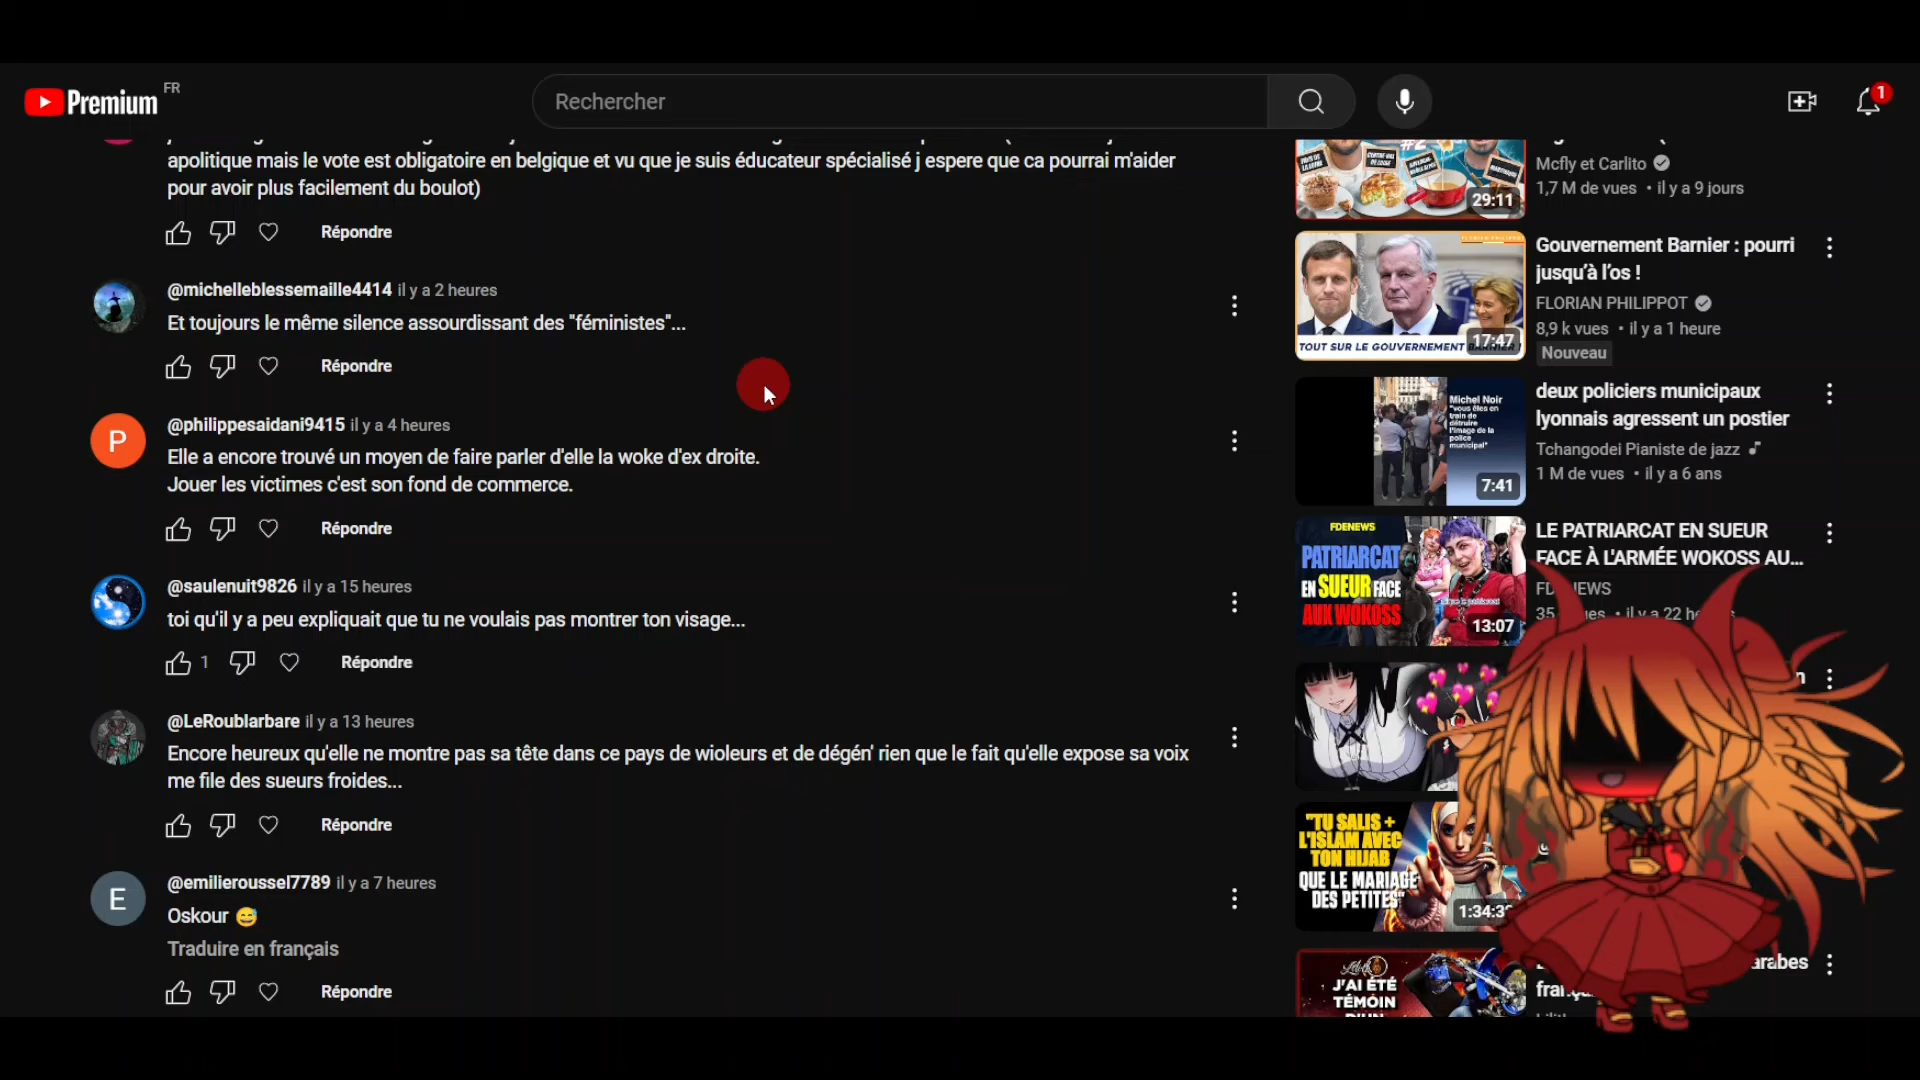 Premium FR
Rechercher
1
apolitique mais le vote est obligatoire en belgique et vu que je suis éducateur spécialisé j espere que ca pourrai m'aider
pour avoir plus facilement du boulot)
Répondre
@michelleblessemaille4414 il y a 2 heures
Et toujours le même silence assourdissant des "féministes"...
Répondre
P
@philippesaidani9415 il y a 4 heures
Elle a encore trouvé un moyen de faire parler d'elle la woke d'ex droite.
Jouer les victimes c'est son fond de commerce.
Répondre
@saulenuit9826 il y a 15 heures
toi qu'il y a peu expliquait que tu ne voulais pas montrer ton visage...
1
Répondre
@LeRoublarbare il y a 13 heures
Encore heureux qu'elle ne montre pas sa tête dans ce pays de wioleurs et de dégén' rien que le fait qu'elle expose sa voix
me file des sueurs froides...
Répondre
E
@emilieroussel7789 il y a 7 heures
Oskour 😅
Traduire en français
Répondre
#2
29:11
Mcfly et Carlito
1,7 M de vues • il y a 9 jours
TOUT SUR LE GOUVERNEMENT
17:47
Gouvernement Barnier : pourri
jusqu'à l'os !
FLORIAN PHILIPPOT
8,9 k vues • il y a 1 heure
Nouveau
Michel Noir
"vous êtes en
train de
détruire
l'image de la
police
municipal"
7:41
deux policiers municipaux
lyonnais agressent un postier
Tchangodei Pianiste de jazz
1 M de vues • il y a 6 ans
FDENEWS
PATRIARCAT
EN SUEUR FACE
AUX WOKOSS
13:07
LE PATRIARCAT EN SUEUR
FACE À L'ARMÉE WOKOSS AU...
"TU SALIS +
L'ISLAM AVEC
TON HIJAB
QUE LE MARIAGE
DES PETITES"
J'AI ÉTÉ
TÉMOIN
arabes